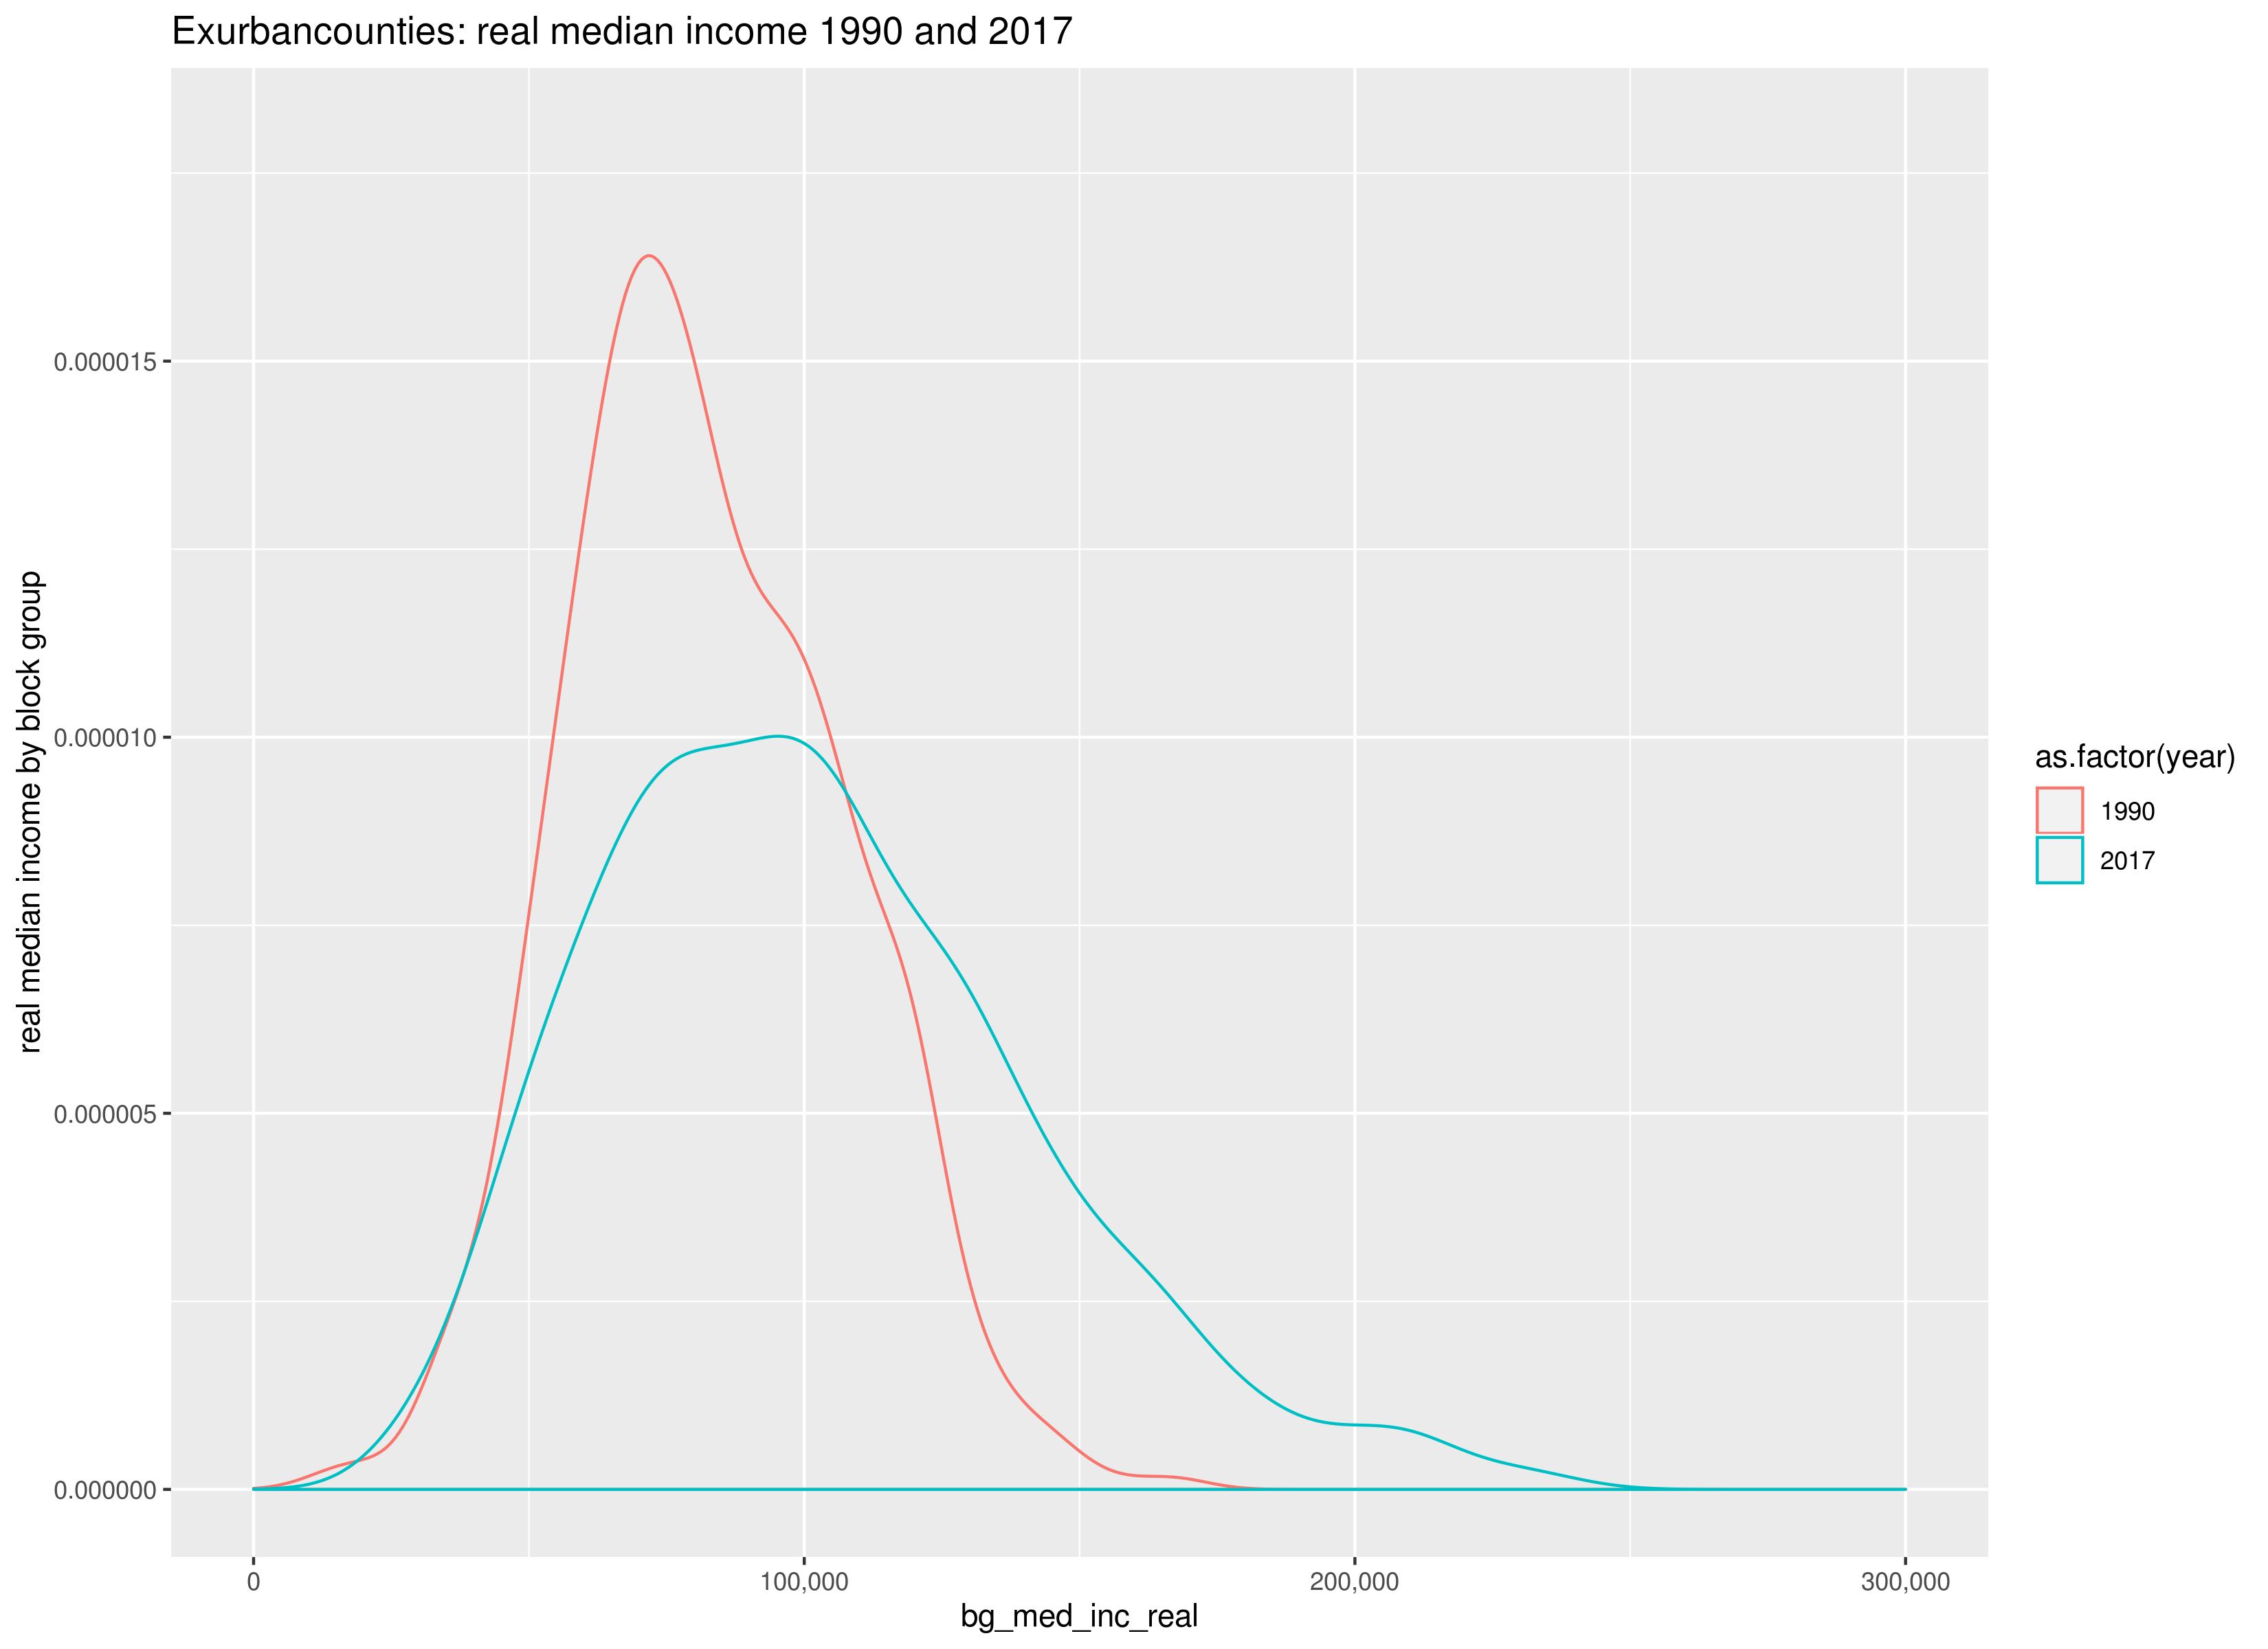 Exurbancounties: real median income 1990 and 2017
real median income by block group
0.000015
0.000010
0.000005
0.000000
0
100,000
200,000
300,000
bg_med_inc_real
as.factor(year)
1990
2017